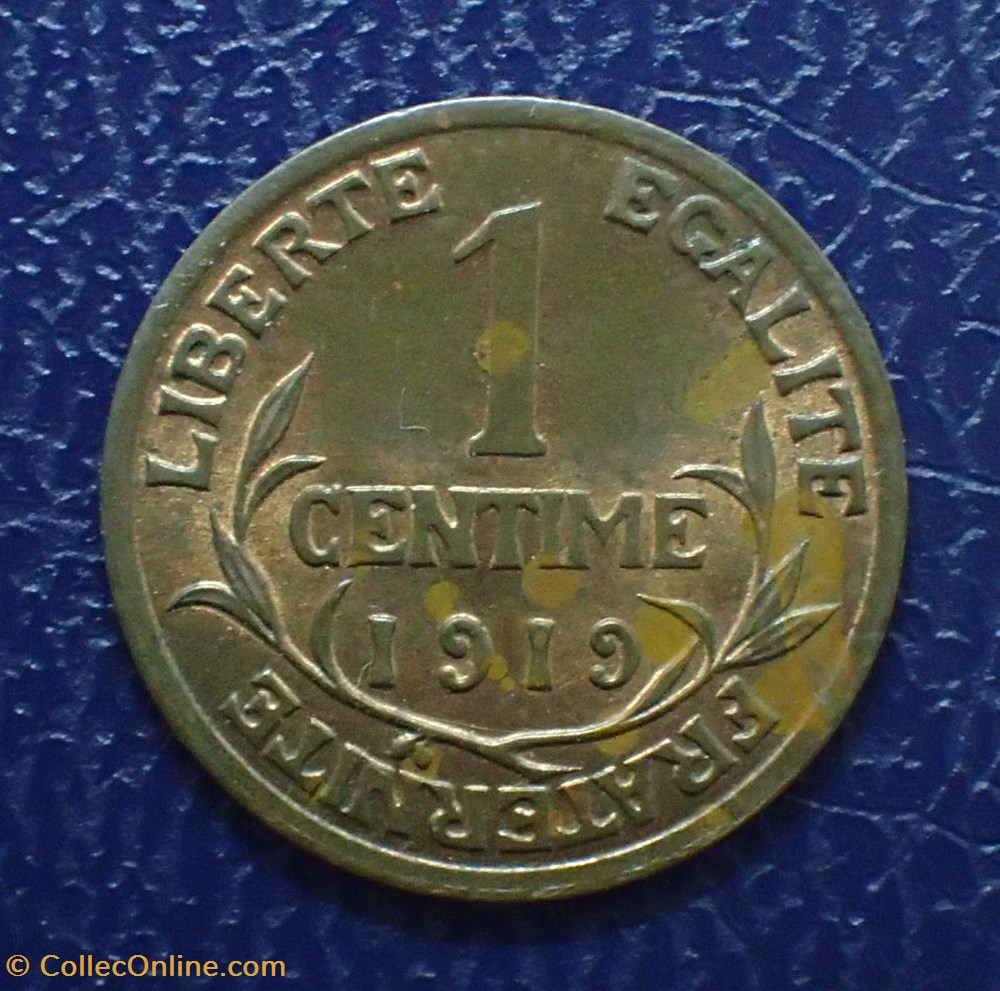 LIBERTE EGALITE
1
CENTIME
1919
FRATERNITE
© CollecOnline.com